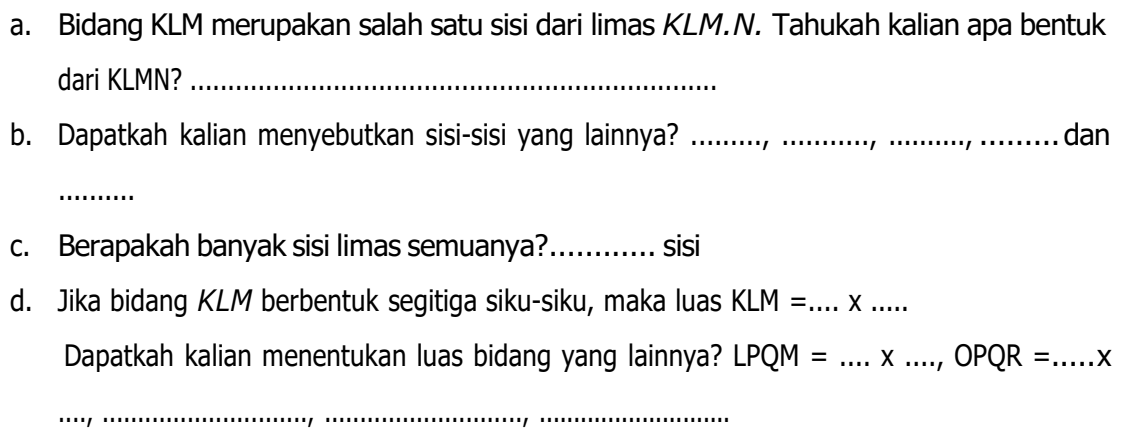 a. Bidang KLM merupakan salah satu sisi dari limas KLM.N. Tahukah kalian apa bentuk
dari KLMN? ......................................................................
b. Dapatkah kalian menyebutkan sisi-sisi yang lainnya? ........., ..........., .........., ......... dan
..........
c. Berapakah banyak sisi limas semuanya?............ sisi
d. Jika bidang KLM berbentuk segitiga siku-siku, maka luas KLM =.... x .....
Dapatkah kalian menentukan luas bidang yang lainnya? LPQM = .... x ...., OPQR =.....x
...., ............................, ..........................., ...........................